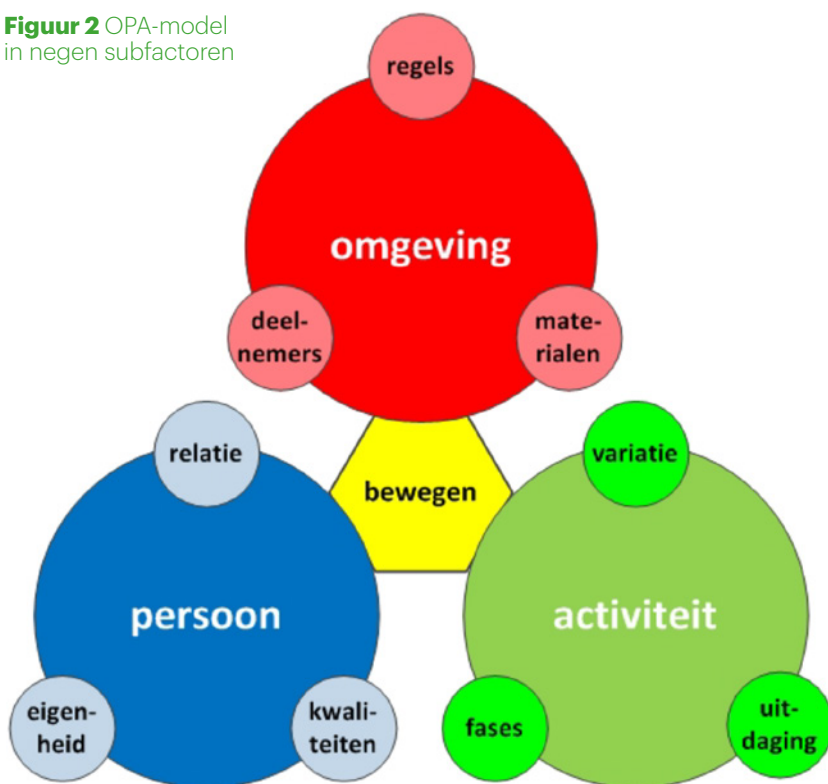 Figuur 2 OPA-model
in negen subfactoren
regels
omgeving
deel-
nemers
mate-
rialen
relatie
variatie
bewegen
persoon
activiteit
eigen-
heid
kwali-
teiten
fases
uit-
daging